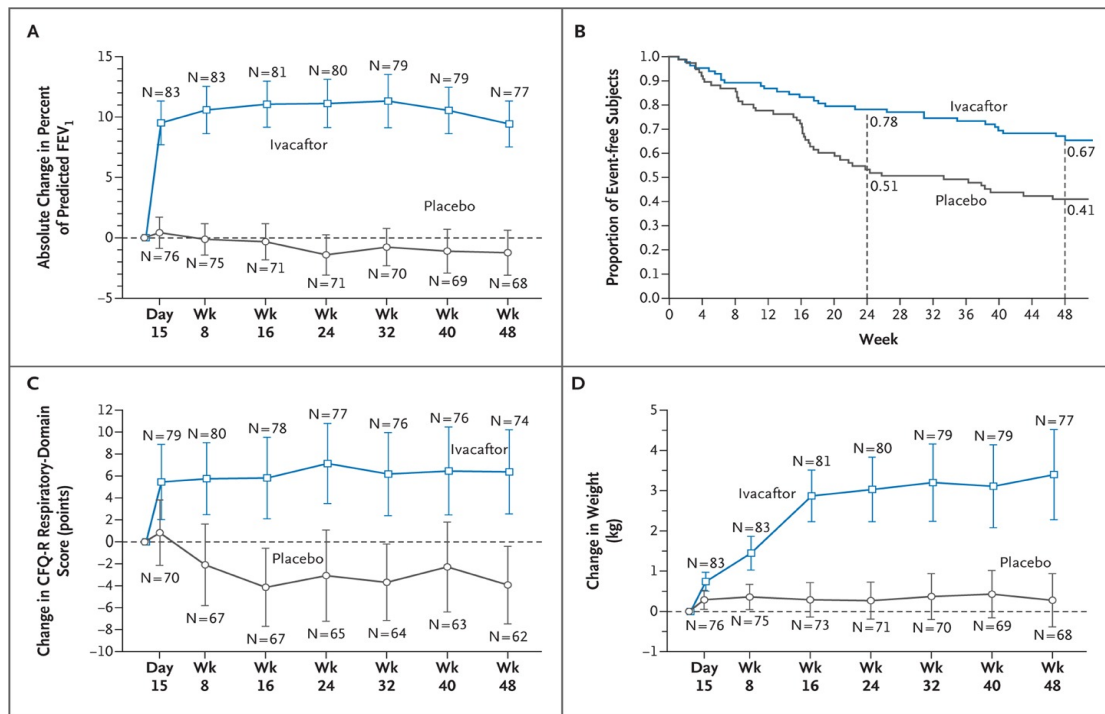 A
Absolute Change in Percent
of Predicted FEV1
15
10
5
0
−5
N=83
N=83
N=81
N=80
N=79
N=79
N=77
Ivacaftor
Placebo
N=76
N=75
N=71
N=71
N=70
N=69
N=68
Day Wk Wk Wk Wk Wk Wk
15 8 16 24 32 40 48
B
Proportion of Event-free Subjects
1.0
0.9
0.8
0.7
0.6
0.5
0.4
0.3
0.2
0.1
0.0
Ivacaftor
0.78
0.67
0.51
Placebo
0.41
0 4 8 12 16 20 24 28 32 36 40 44 48
Week
C
Change in CFQ-R Respiratory-Domain
Score (points)
12
10
8
6
4
2
0
−2
−4
−6
−8
−10
N=79
N=80
N=78
N=77
N=76
N=76
N=74
Ivacaftor
Placebo
N=70
N=67
N=67
N=65
N=64
N=63
N=62
Day Wk Wk Wk Wk Wk Wk
15 8 16 24 32 40 48
D
Change in Weight
(kg)
5
4
3
2
1
0
−1
N=83
N=83
N=81
N=80
N=79
N=79
N=77
Ivacaftor
Placebo
N=76
N=75
N=73
N=71
N=70
N=69
N=68
Day Wk Wk Wk Wk Wk Wk
15 8 16 24 32 40 48